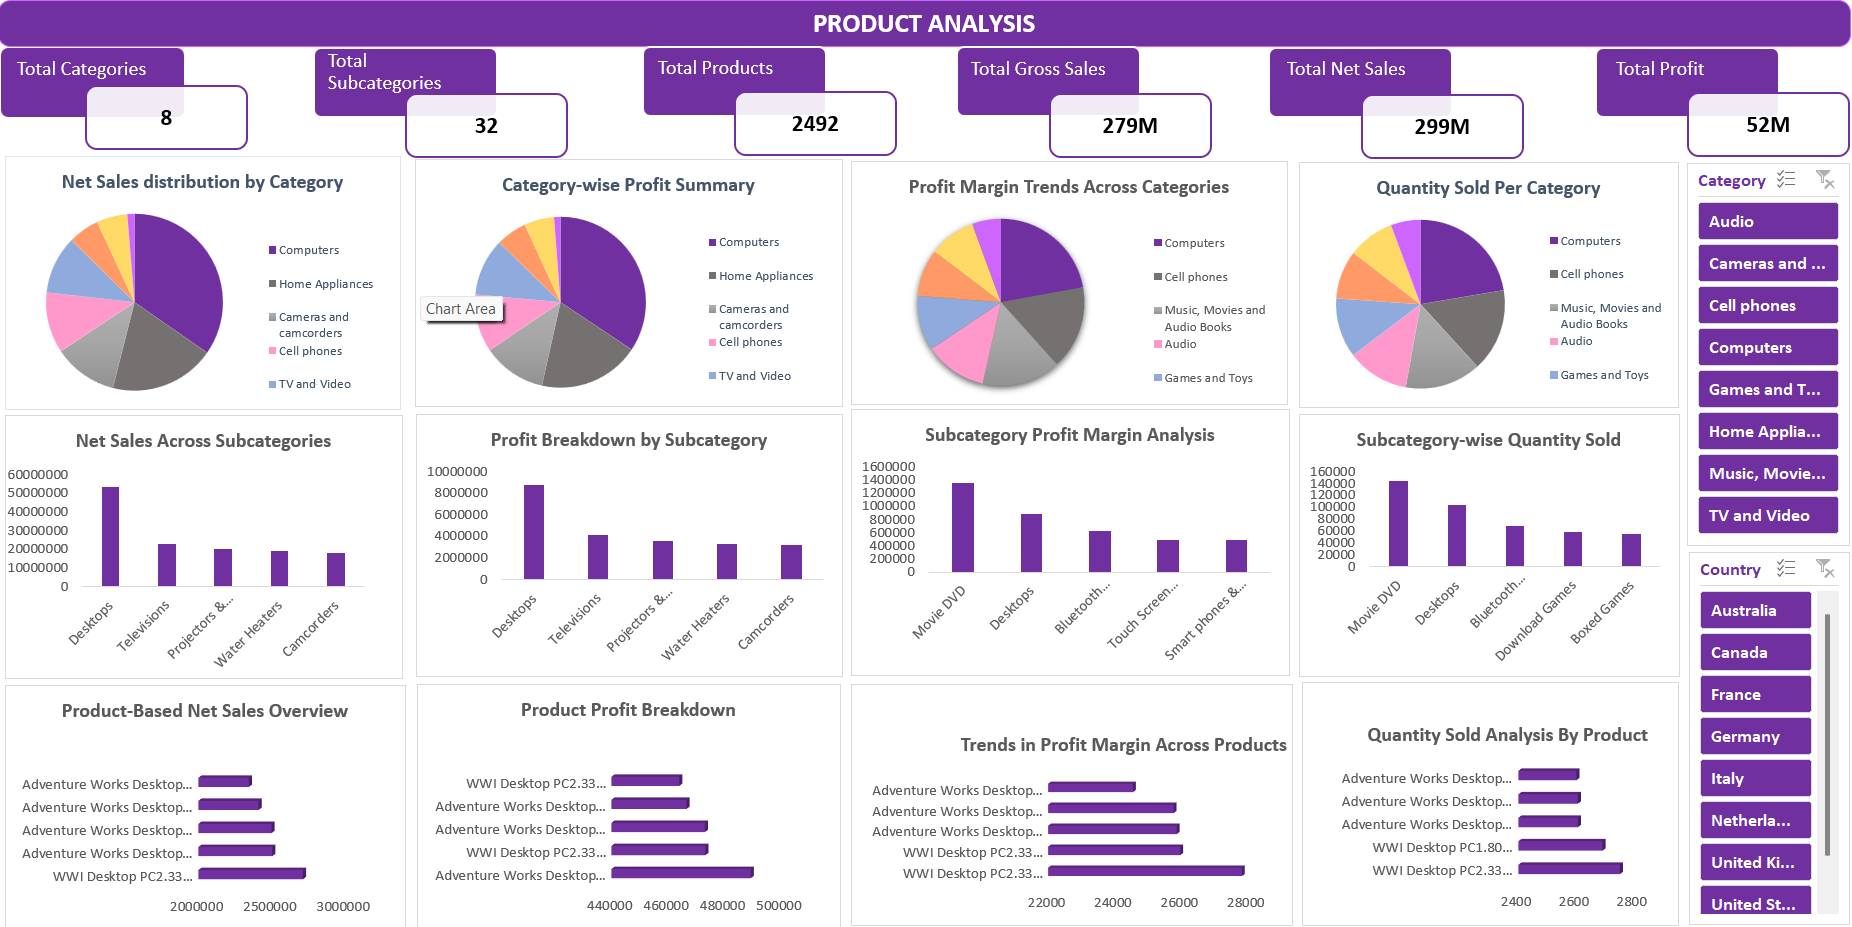 PRODUCT ANALYSIS
Total Categories
8
Total
Subcategories
32
Total Products
2492
Total Gross Sales
279M
Total Net Sales
299M
Total Profit
52M
Net Sales distribution by Category
Computers
Home Appliances
Cameras and
camcorders
Cell phones
TV and Video
Category-wise Profit Summary
Chart Area
Computers
Home Appliances
Cameras and
camcorders
Cell phones
TV and Video
Profit Margin Trends Across Categories
Computers
Cell phones
Music, Movies and
Audio Books
Audio
Games and Toys
Quantity Sold Per Category
Computers
Cell phones
Music, Movies and
Audio Books
Audio
Games and Toys
Category
Audio
Cameras and ...
Cell phones
Computers
Games and T...
Home Applia...
Music, Movie...
TV and Video
Net Sales Across Subcategories
60000000
50000000
40000000
30000000
20000000
10000000
0
Desktops
Televisions
Projectors &...
Water Heaters
Camcorders
Profit Breakdown by Subcategory
10000000
8000000
6000000
4000000
2000000
0
Desktops
Televisions
Projectors &...
Water Heaters
Camcorders
Subcategory Profit Margin Analysis
1600000
1400000
1200000
1000000
800000
600000
400000
200000
0
Movie DVD
Desktops
Bluetooth...
Touch Screen...
Smart phones &...
Subcategory-wise Quantity Sold
160000
140000
120000
100000
80000
60000
40000
20000
0
Movie DVD
Desktops
Bluetooth...
Download Games
Boxed Games
Country
Australia
Canada
France
Germany
Italy
Netherla...
United Ki...
United St...
Product-Based Net Sales Overview
Adventure Works Desktop...
Adventure Works Desktop...
Adventure Works Desktop...
Adventure Works Desktop...
WWI Desktop PC2.33...
2000000 2500000 3000000
Product Profit Breakdown
WWI Desktop PC2.33...
Adventure Works Desktop...
Adventure Works Desktop...
WWI Desktop PC2.33...
Adventure Works Desktop...
440000 460000 480000 500000
Trends in Profit Margin Across Products
Adventure Works Desktop...
Adventure Works Desktop...
Adventure Works Desktop...
WWI Desktop PC2.33...
WWI Desktop PC2.33...
22000 24000 26000 28000
Quantity Sold Analysis By Product
Adventure Works Desktop...
Adventure Works Desktop...
Adventure Works Desktop...
WWI Desktop PC1.80...
WWI Desktop PC2.33...
2400 2600 2800